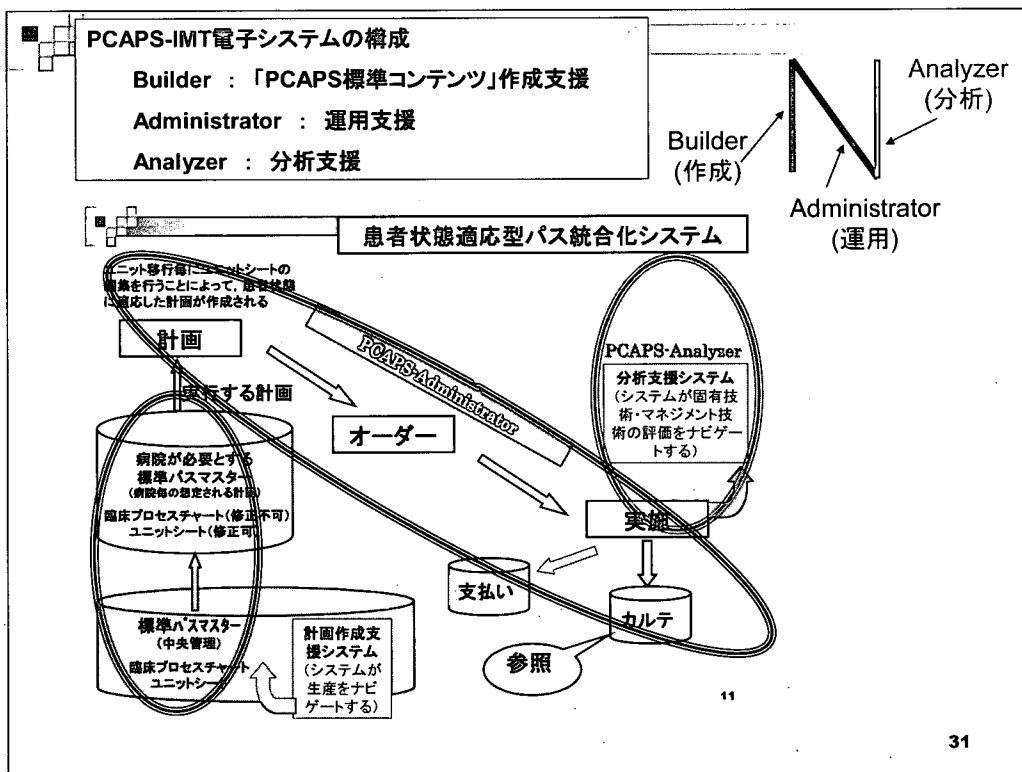 PCAPS-IMT電子システムの構成
Builder : 「PCAPS標準コンテンツ」作成支援
Administrator : 運用支援
Analyzer : 分析支援
Builder
(作成)
Analyzer
(分析)
Administrator
(運用)
患者状態適応型パス統合化システム
ユニット移行毎にユニットシートの
編集を行うことによって，患者状態
に適応した計画が作成される
計画
実行する計画
PCAPS-Administrator
オーダー
PCAPS-Analyzer
分析支援システム
(システムが固有技
術・マネジメント技
術の評価をナビゲー
トする)
病院が必要とする
標準パスマスター
(病院毎の想定される計画)
臨床プロセスチャート(修正不可)
ユニットシート(修正可)
実施
支払い
カルテ
参照
標準パスマスター
(中央管理)
臨床プロセスチャート
ユニットシート
計画作成支
援システム
(システムが
生産をナビ
ゲートする)
11
31